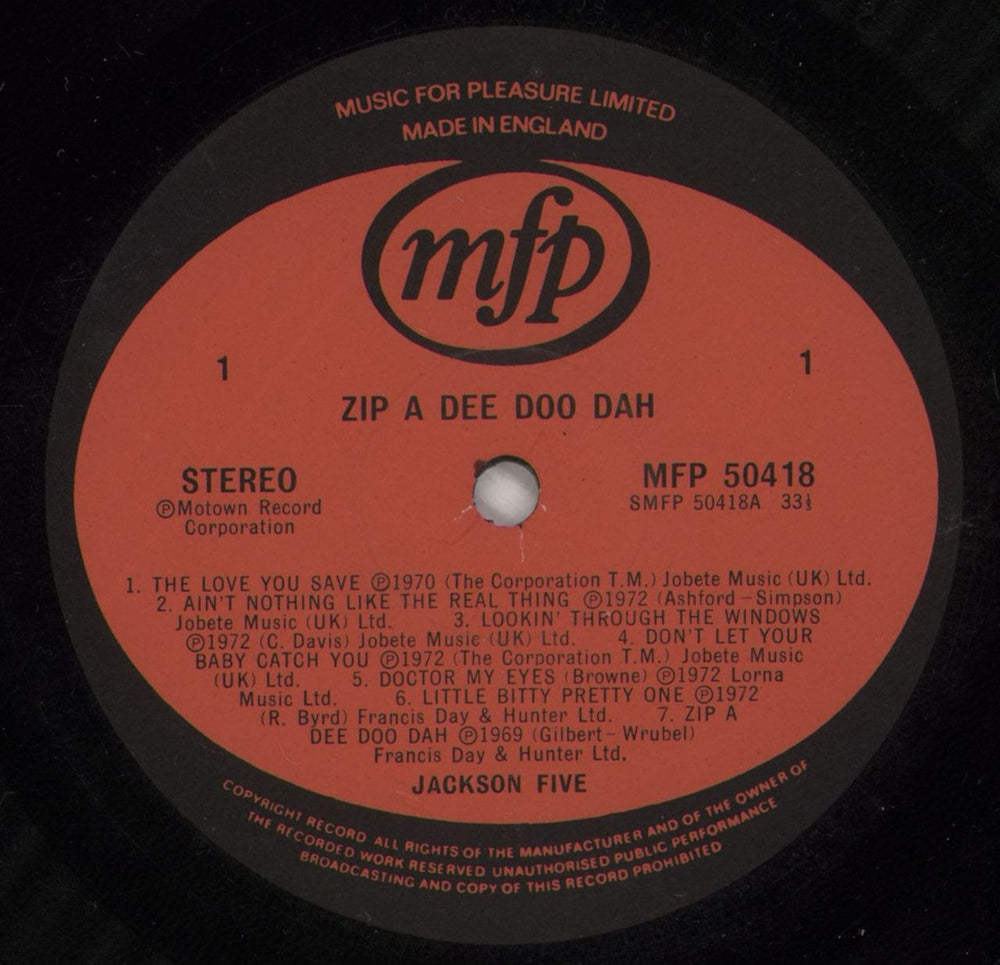 MUSIC FOR PLEASURE LIMITED
MADE IN ENGLAND
mfp
1 1
ZIP A DEE DOO DAH
STEREO MFP 50418
℗Motown Record SMFP 50418A 33⅓
Corporation
1. THE LOVE YOU SAVE ℗1970 (The Corporation T.M.) Jobete Music (UK) Ltd.
2. AIN'T NOTHING LIKE THE REAL THING ℗1972 (Ashford-Simpson)
Jobete Music (UK) Ltd. 3. LOOKIN' THROUGH THE WINDOWS
℗1972 (C. Davis) Jobete Music (UK) Ltd. 4. DON'T LET YOUR
BABY CATCH YOU ℗1972 (The Corporation T.M.) Jobete Music
(UK) Ltd. 5. DOCTOR MY EYES (Browne) ℗1972 Lorna
Music Ltd. 6. LITTLE BITTY PRETTY ONE ℗1972
(R. Byrd) Francis Day & Hunter Ltd. 7. ZIP A
DEE DOO DAH ℗1969 (Gilbert-Wrubel)
Francis Day & Hunter Ltd.
JACKSON FIVE
COPYRIGHT RECORD ALL RIGHTS OF THE MANUFACTURER AND OF THE OWNER OF
THE RECORDED WORK RESERVED UNAUTHORISED PUBLIC PERFORMANCE
BROADCASTING AND COPY OF THIS RECORD PROHIBITED